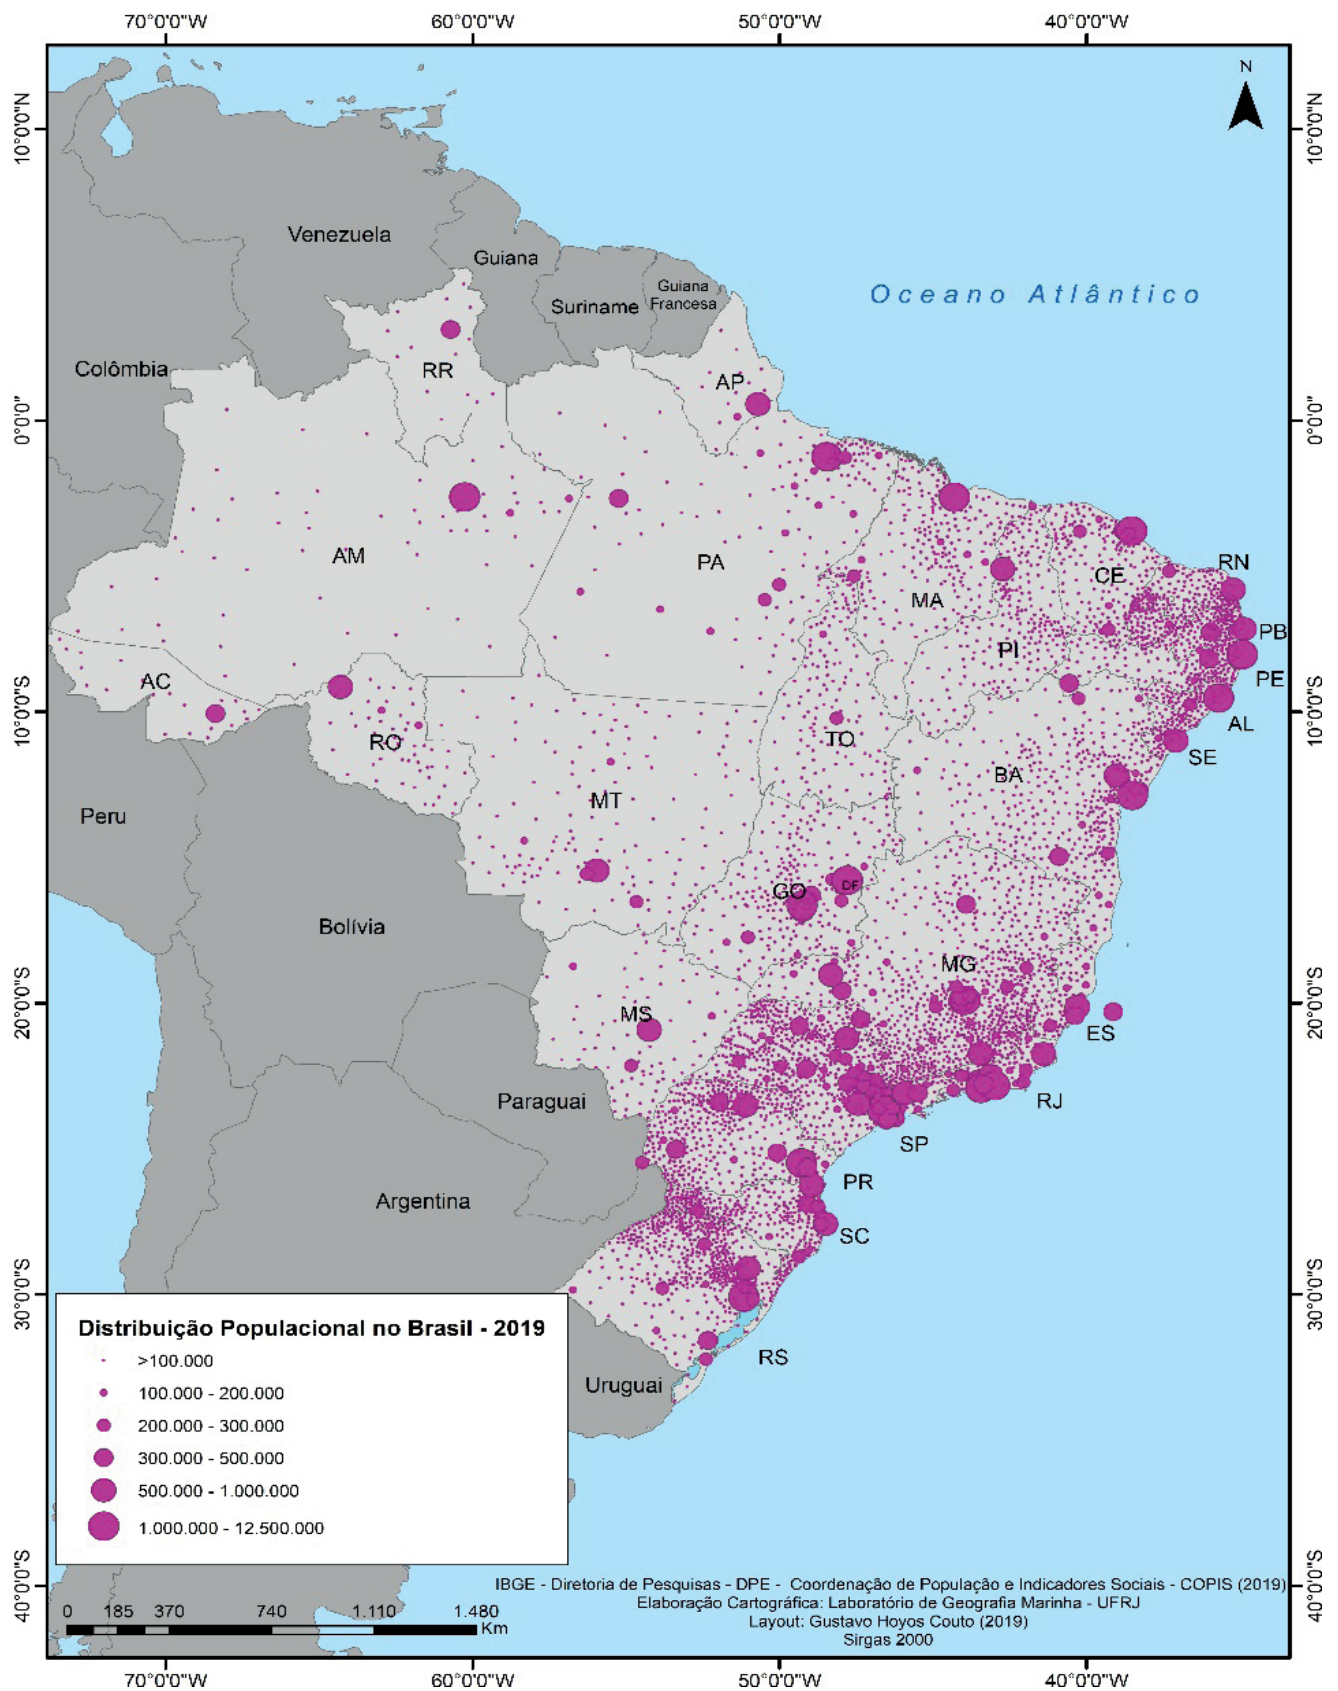 70°0'0"W 60°0'0"W 50°0'0"W 40°0'0"W
N
10°0'0"N 10°0'0"N
Venezuela
Guiana
Guiana
Francesa
Suriname
Oceano Atlântico
Colômbia
RR
AP
0°0'0" 0°0'0"
AM
PA
CE
RN
MA
PB
PI
PE
AC
AL
10°0'0"S 10°0'0"S
TO
RO
SE
BA
MT
Peru
GO
DF
Bolívia
MG
20°0'0"S 20°0'0"S
MS
ES
Paraguai
RJ
SP
PR
Argentina
SC
30°0'0"S 30°0'0"S
RS
Uruguai
Distribuição Populacional no Brasil - 2019
>100.000
100.000 - 200.000
200.000 - 300.000
300.000 - 500.000
500.000 - 1.000.000
1.000.000 - 12.500.000
40°0'0"S 40°0'0"S
IBGE - Diretoria de Pesquisas - DPE - Coordenação de População e Indicadores Sociais - COPIS (2019)
Elaboração Cartográfica: Laboratório de Geografia Marinha - UFRJ
Layout: Gustavo Hoyos Couto (2019)
Sirgas 2000
0 185 370 740 1.110 1.480
Km
70°0'0"W 60°0'0"W 50°0'0"W 40°0'0"W